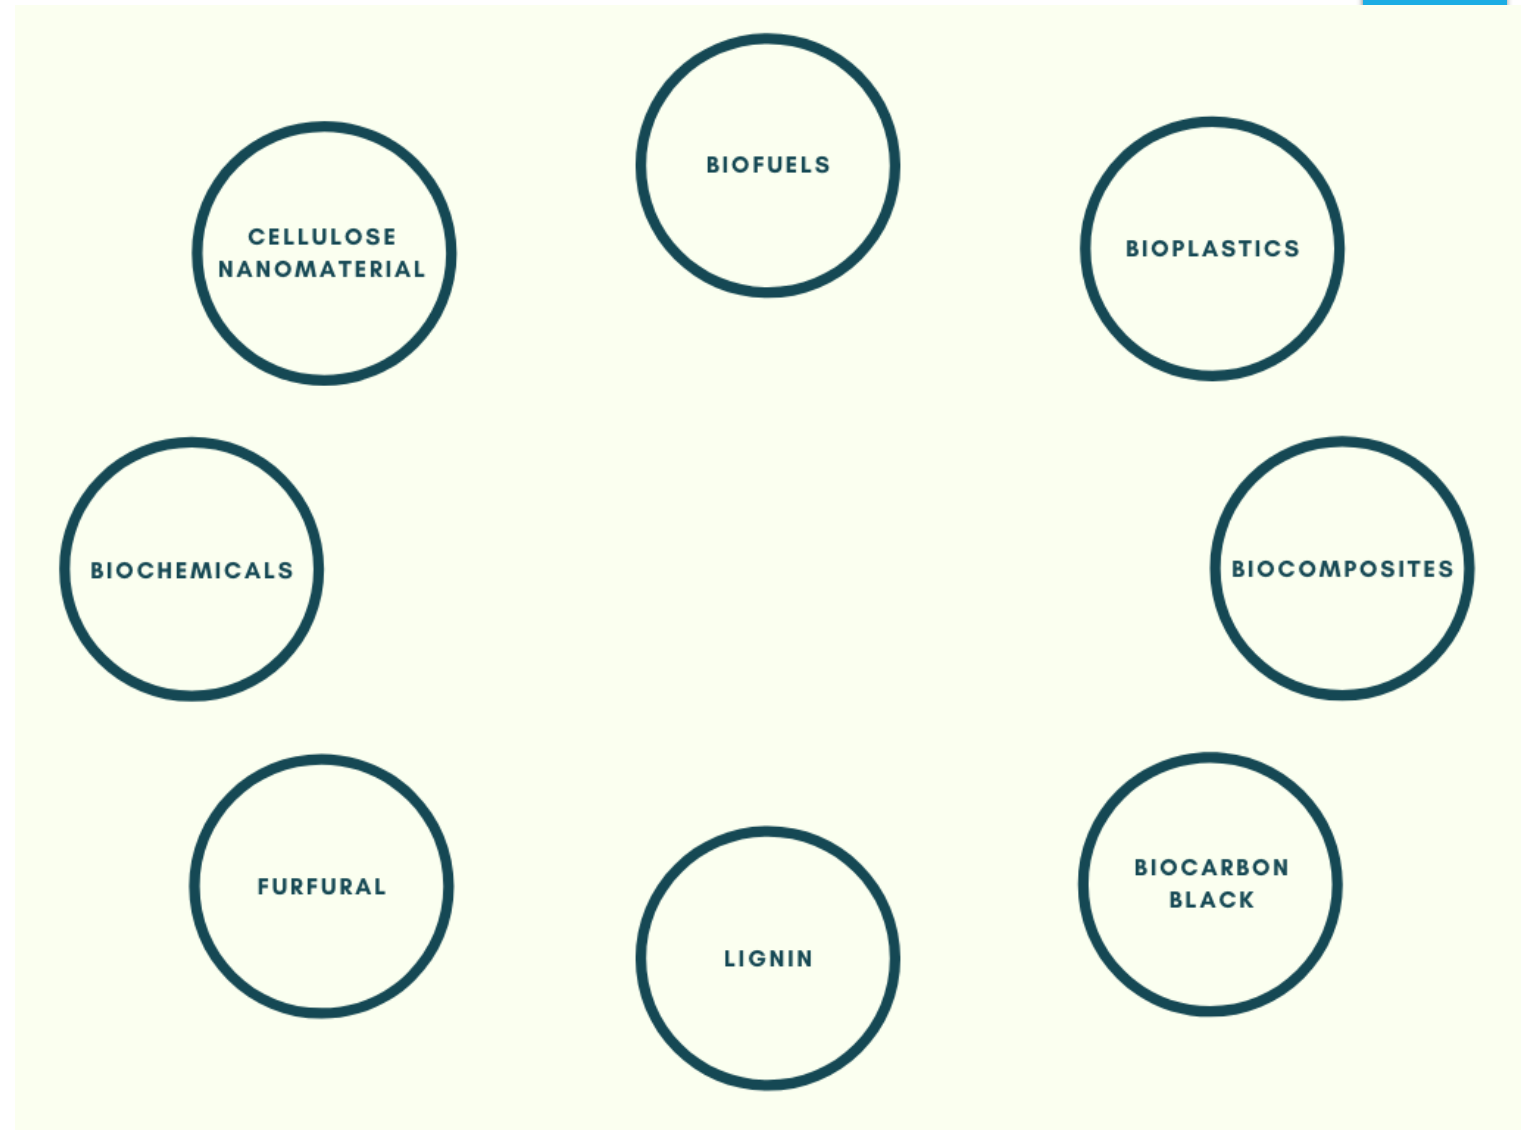 BIOFUELS
CELLULOSE
NANOMATERIAL
BIOPLASTICS
BIOCHEMICALS
BIOCOMPOSITES
FURFURAL
BIOCARBON
BLACK
LIGNIN